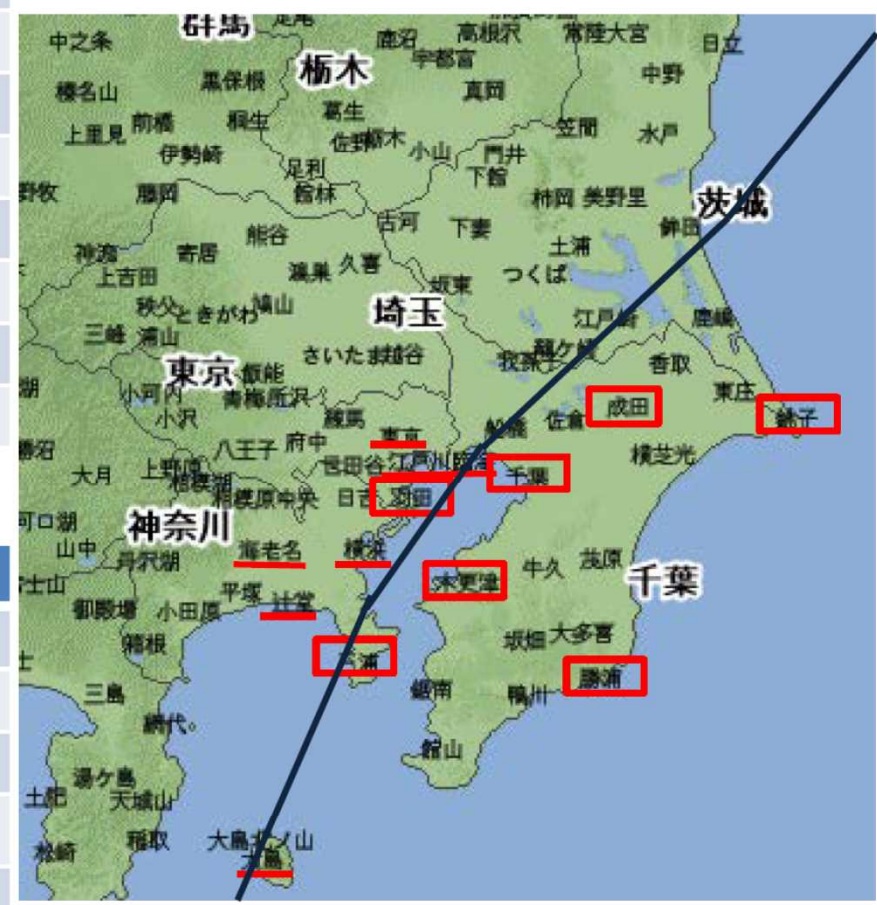 群馬
足尾
鹿沼
高根沢
常陸大宮
中之条
日立
宇都宮
栃木
中野
黒保根
真岡
榛名山
葛生
前橋
桐生
上里見
佐野
栃木
小山
笠間
水戸
伊勢崎
門井
足利
下館
野牧
藤岡
館林
柿岡
美野里
茨城
古河
下妻
鉾田
熊谷
神流
寄居
土浦
鴻巣
久喜
つくば
上吉田
坂東
秩父
ときがわ
鳩山
埼玉
江戸崎
鹿嶋
三峰
浦山
さいたま
越谷
龍ケ崎
我孫子
香取
東京
飯能
小河内
青梅
所沢
成田
東庄
小沢
練馬
船橋
佐倉
銚子
東京
府中
八王子
横芝光
世田谷
江戸川臨海
大月
上野原
相模湖
千葉
相模原中央
日吉
羽田
河口湖
神奈川
山中
丹沢湖
海老名
横浜
牛久
茂原
木更津
千葉
富士山
平塚
辻堂
御殿場
小田原
箱根
坂畑
大多喜
三浦
勝浦
三島
鋸南
鴨川
網代
館山
湯ケ島
土肥
天城山
稲取
大島北ノ山
松崎
大島